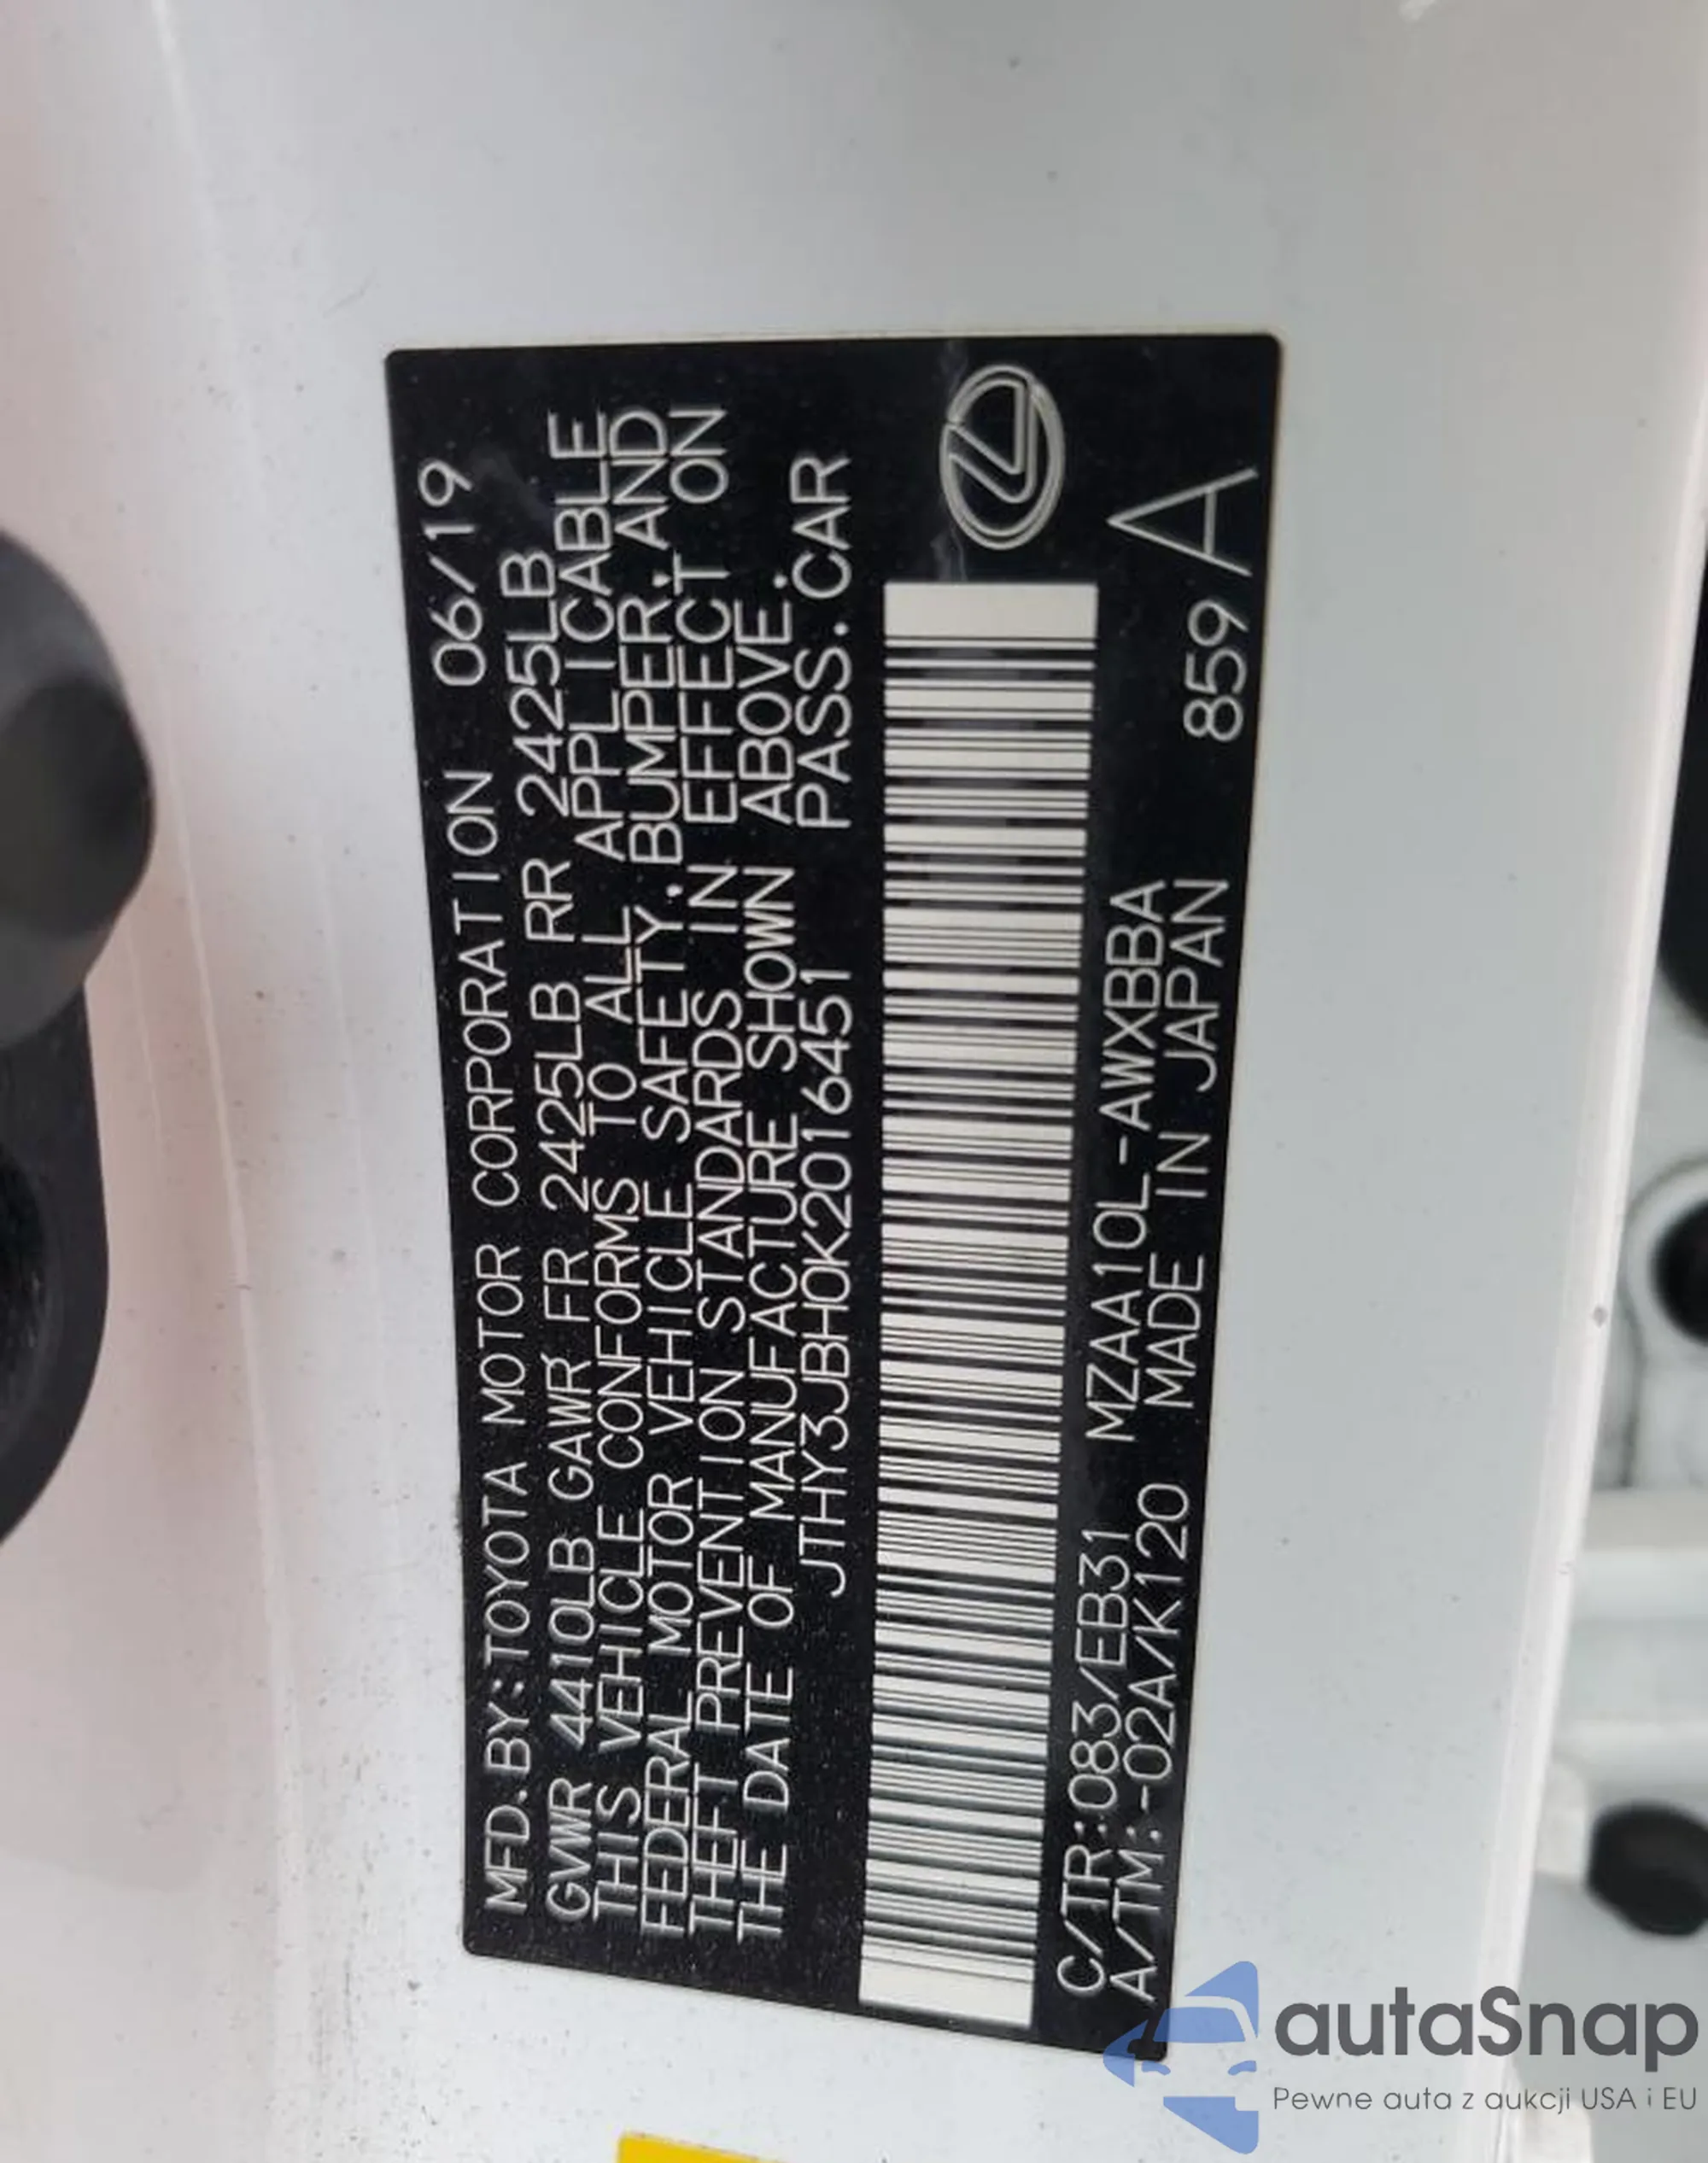 MFD.BY:TOYOTA MOTOR CORPORATION 06/19
GVWR 4410LB GAWR FR 2425LB RR 2425LB
THIS VEHICLE CONFORMS TO ALL APPLICABLE
FEDERAL MOTOR VEHICLE SAFETY, BUMPER, AND
THEFT PREVENTION STANDARDS IN EFFECT ON
THE DATE OF MANUFACTURE SHOWN ABOVE.
JTHY3JBH0K2016451 PASS.CAR
C/TR:083/EB31 MZAA10L-AWXBBA
A/TM:-02A/K120 MADE IN JAPAN 859 A
autaSnap
Pewne auta z aukcji USA i EU